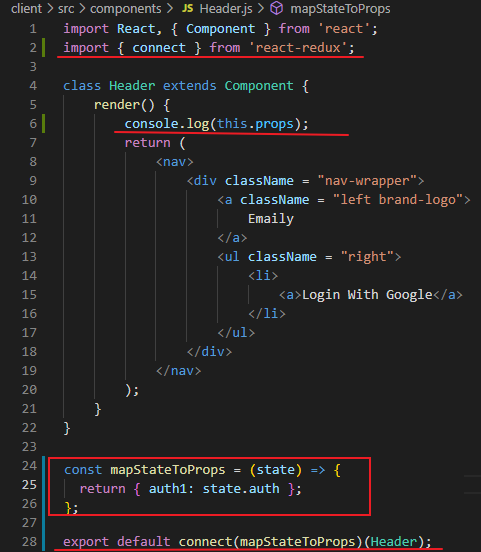 client > src > components > JS Header.js > mapStateToProps
1 import React, { Component } from 'react';
2 import { connect } from 'react-redux';
3
4 class Header extends Component {
5     render() {
6         console.log(this.props);
7         return (
8             <nav>
9                 <div className = "nav-wrapper">
10                     <a className = "left brand-logo">
11                         Emaily
12                     </a>
13                     <ul className = "right">
14                         <li>
15                             <a>Login With Google</a>
16                         </li>
17                     </ul>
18                 </div>
19             </nav>
20         );
21     }
22 }
23
24 const mapStateToProps = (state) => {
25   return { auth1: state.auth };
26 };
27
28 export default connect(mapStateToProps)(Header);